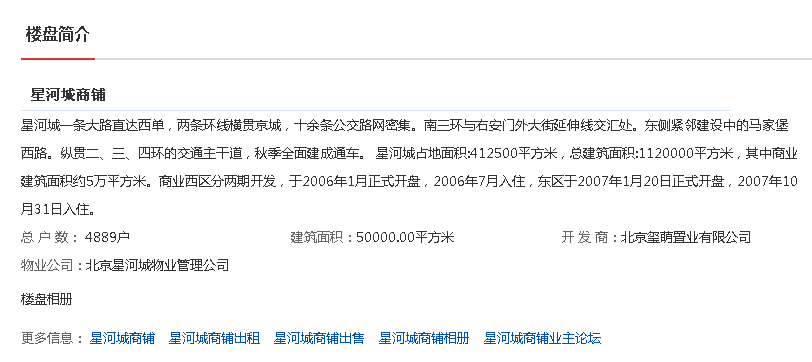 楼盘简介
星河城商铺
星河城一条大路直达西单，两条环线横贯京城，十余条公交路网密集。南三环与右安门外大街延伸线交汇处。东侧紧邻建设中的马家堡
西路。纵贯二、三、四环的交通主干道，秋季全面建成通车。 星河城占地面积:412500平方米，总建筑面积:1120000平方米，其中商业
建筑面积约5万平方米。商业西区分两期开发，于2006年1月正式开盘，2006年7月入住，东区于2007年1月20日正式开盘，2007年10
月31日入住。
总 户 数： 4889户 建筑面积：50000.00平方米 开 发 商：北京玺萌置业有限公司
物业公司：北京星河城物业管理公司
楼盘相册
更多信息： 星河城商铺 星河城商铺出租 星河城商铺出售 星河城商铺相册 星河城商铺业主论坛